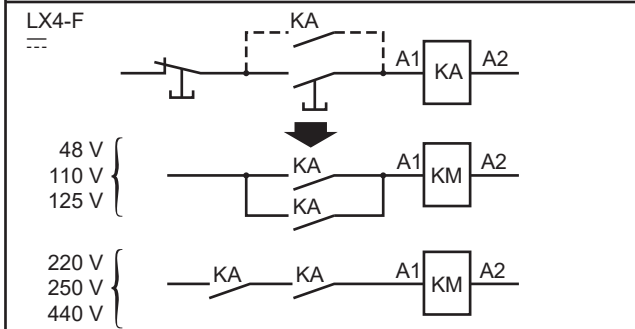 LX4-F
KA
A1 KA A2
48 V
110 V
125 V
KA
A1 KM A2
KA
220 V
250 V
440 V
KA KA A1 KM A2